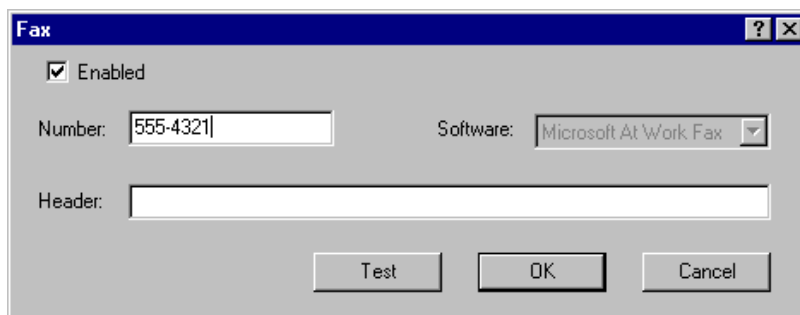 Fax
Enabled
Number: 555-4321 Software: Microsoft At Work Fax
Header:
Test OK Cancel